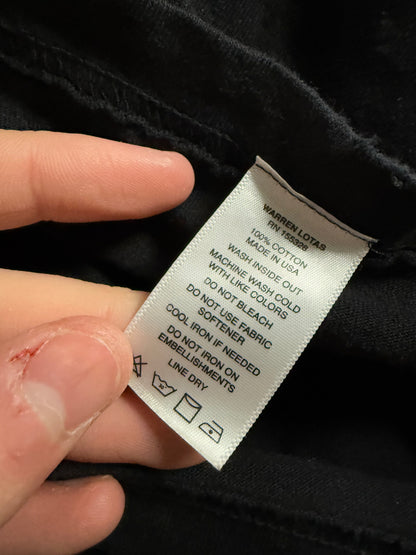 WARREN LOTAS
RN 155328
100% COTTON
MADE IN USA
WASH INSIDE OUT
MACHINE WASH COLD
WITH LIKE COLORS
DO NOT BLEACH
DO NOT USE FABRIC
SOFTENER
COOL IRON IF NEEDED
DO NOT IRON ON
EMBELLISHMENTS
LINE DRY